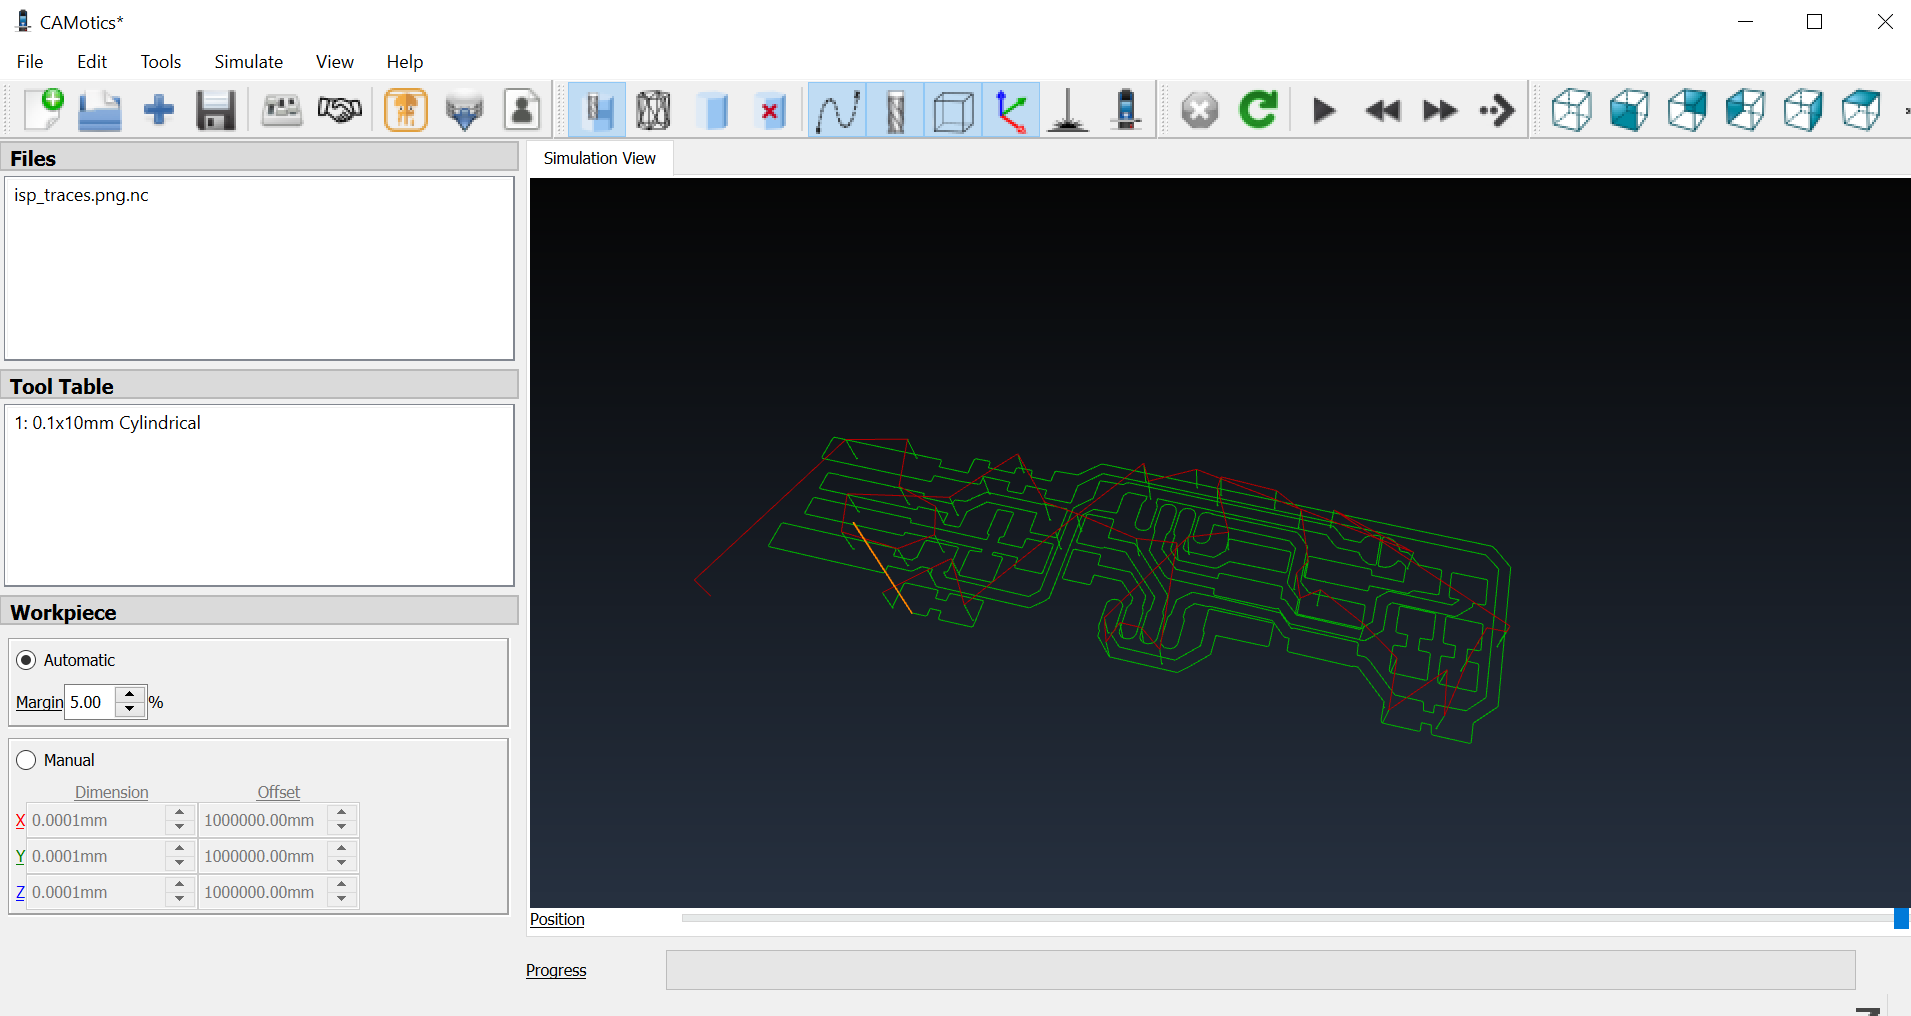 CAMotics*
File Edit Tools Simulate View Help
Files
isp_traces.png.nc
Tool Table
1: 0.1x10mm Cylindrical
Workpiece
Automatic
Margin 5.00 %
Manual
Dimension Offset
X 0.0001mm 1000000.00mm
Y 0.0001mm 1000000.00mm
Z 0.0001mm 1000000.00mm
Simulation View
Position
Progress